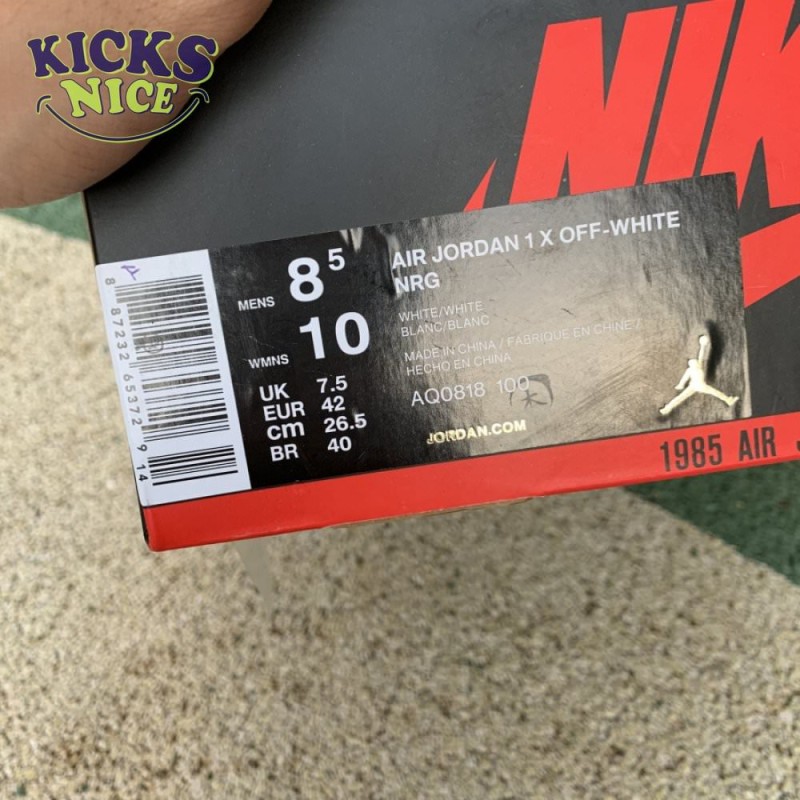 KICKS
NICE
NIK
AIR JORDAN 1 X OFF-WHITE
NRG
MENS 8 5
WMNS 10
WHITE/WHITE
BLANC/BLANC
MADE IN CHINA / FABRIQUE EN CHINE /
HECHO EN CHINA
AQ0818 100
UK 7.5
EUR 42
cm 26.5
BR 40
JORDAN.COM
8 87232 65372 9 14
1985 AIR J